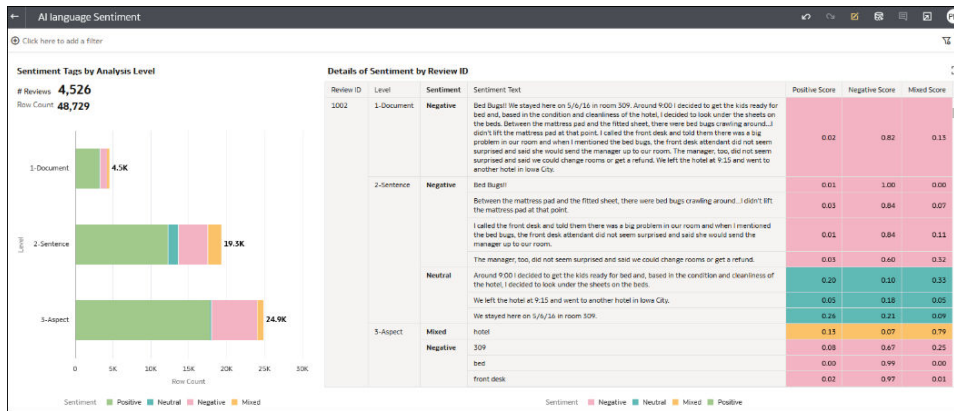 AI language Sentiment
Click here to add a filter
Sentiment Tags by Analysis Level
# Reviews 4,526
Row Count 48,729
Level
1-Document
4.5K
2-Sentence
19.3K
3-Aspect
24.9K
0 5K 10K 15K 20K 25K 30K
Row Count
Sentiment Positive Neutral Negative Mixed
Details of Sentiment by Review ID
Review ID Level Sentiment Sentiment Text Positive Score Negative Score Mixed Score
1002 1-Document Negative Bed Bugs!! We stayed here on 5/6/16 in room 309. Around 9:00 I decided to get the kids ready for
bed and, based in the condition and cleanliness of the hotel, I decided to look under the sheets on
the beds. Between the mattress pad and the fitted sheet, there were bed bugs crawling around...I
didn't lift the mattress pad at that point. I called the front desk and told them there was a big
problem in our room and when I mentioned the bed bugs, the front desk attendant did not seem
surprised and said she would send the manager up to our room. The manager, too, did not seem
surprised and said we could change rooms or get a refund. We left the hotel at 9:15 and went to
another hotel in Iowa City.
0.02 0.82 0.15
2-Sentence Negative Bed Bugs!! 0.01 1.00 0.00
Between the mattress pad and the fitted sheet, there were bed bugs crawling around...I didn't lift
the mattress pad at that point.
0.03 0.84 0.07
I called the front desk and told them there was a big problem in our room and when I mentioned
the bed bugs, the front desk attendant did not seem surprised and said she would send the
manager up to our room.
0.01 0.84 0.11
The manager, too, did not seem surprised and said we could change rooms or get a refund. 0.03 0.60 0.32
Neutral Around 9:00 I decided to get the kids ready for bed and, based in the condition and cleanliness of
the hotel, I decided to look under the sheets on the beds.
0.20 0.10 0.33
We left the hotel at 9:15 and went to another hotel in Iowa City. 0.05 0.18 0.05
We stayed here on 5/6/16 in room 309. 0.26 0.21 0.09
3-Aspect Mixed hotel 0.13 0.07 0.79
Negative 309 0.08 0.67 0.25
bed 0.00 0.99 0.00
front desk 0.02 0.97 0.01
Sentiment Negative Neutral Mixed Positive